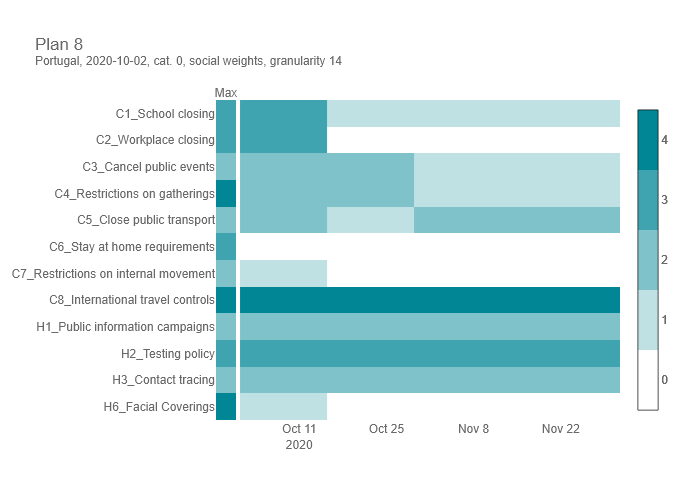 Plan 8
Portugal, 2020-10-02, cat. 0, social weights, granularity 14
Max
C1_School closing
C2_Workplace closing
C3_Cancel public events
C4_Restrictions on gatherings
C5_Close public transport
C6_Stay at home requirements
C7_Restrictions on internal movement
C8_International travel controls
H1_Public information campaigns
H2_Testing policy
H3_Contact tracing
H6_Facial Coverings
4
3
2
1
0
Oct 11 Oct 25 Nov 8 Nov 22
2020